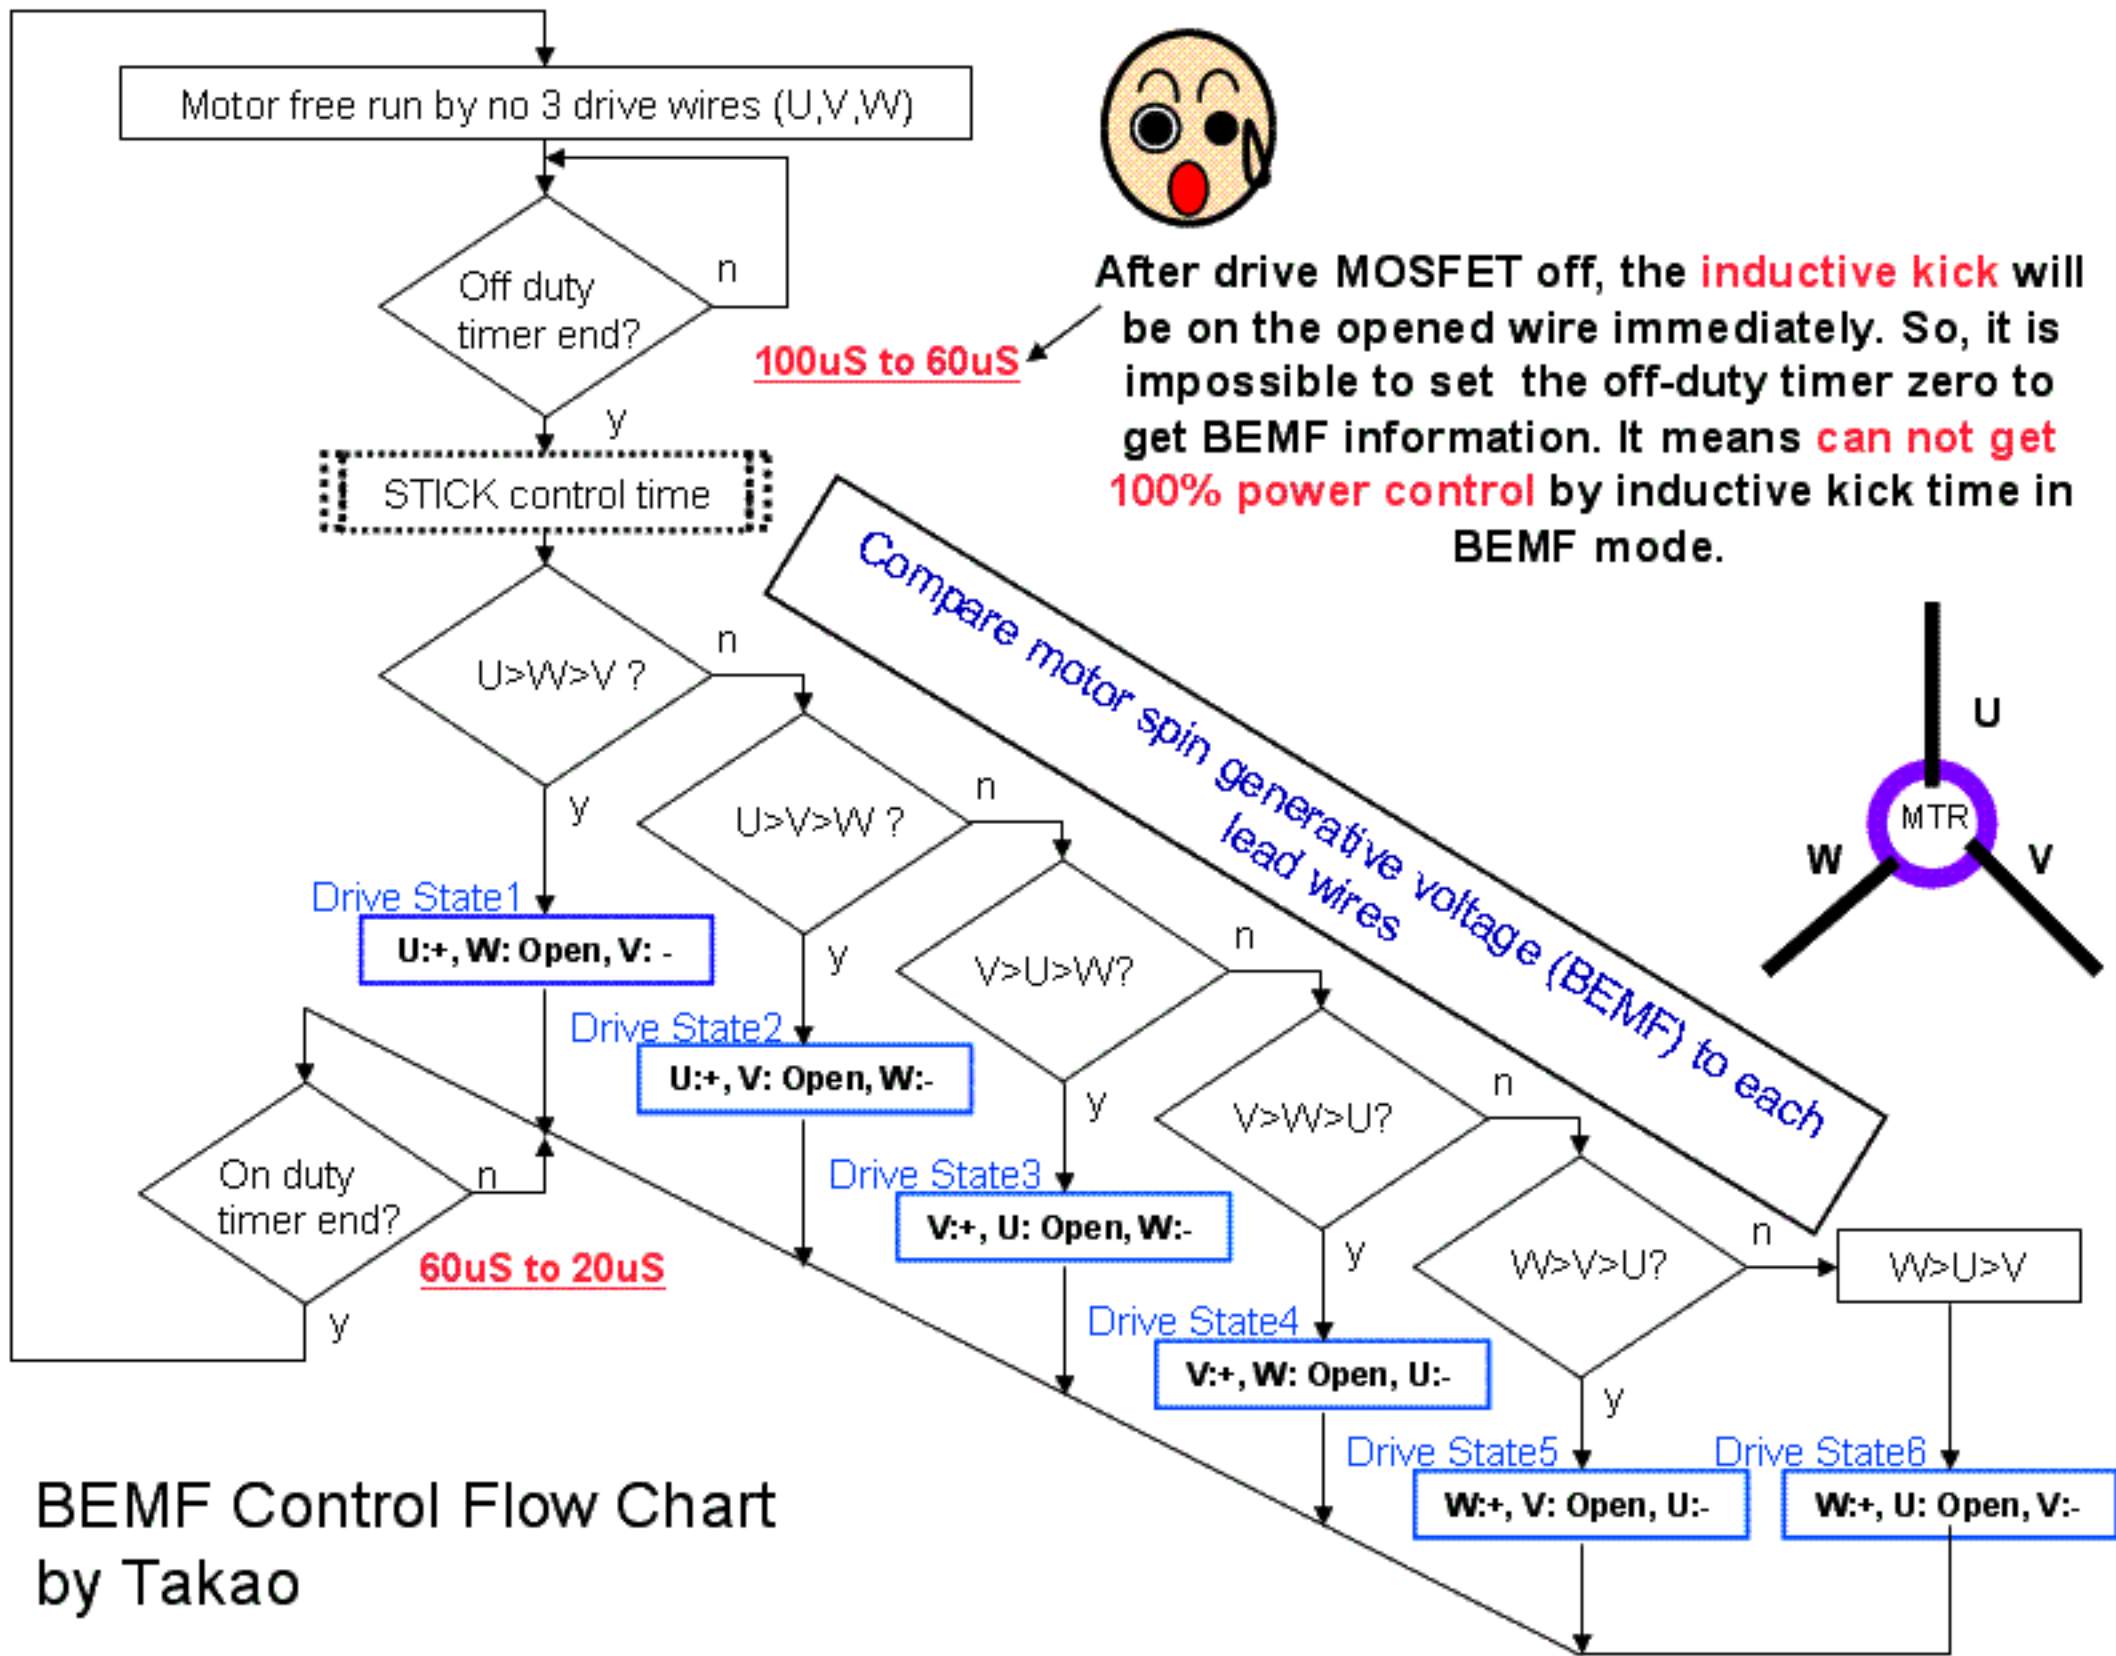 Motor free run by no 3 drive wires (U,V,W)
Off duty
timer end?
n
y
100uS to 60uS
After drive MOSFET off, the inductive kick will
be on the opened wire immediately. So, it is
impossible to set the off-duty timer zero to
get BEMF information. It means can not get
100% power control by inductive kick time in
BEMF mode.
STICK control time
Compare motor spin generative voltage (BEMF) to each
lead wires
U
MTR
W
V
U>W>V ?
n
y
Drive State1
U:+, W: Open, V: -
U>V>W ?
n
y
Drive State2
U:+, V: Open, W:-
V>U>W?
n
y
Drive State3
V:+, U: Open, W:-
V>W>U?
n
y
Drive State4
V:+, W: Open, U:-
W>V>U?
n
y
Drive State5
W:+, V: Open, U:-
W>U>V
Drive State6
W:+, U: Open, V:-
On duty
timer end?
n
y
60uS to 20uS
BEMF Control Flow Chart
by Takao